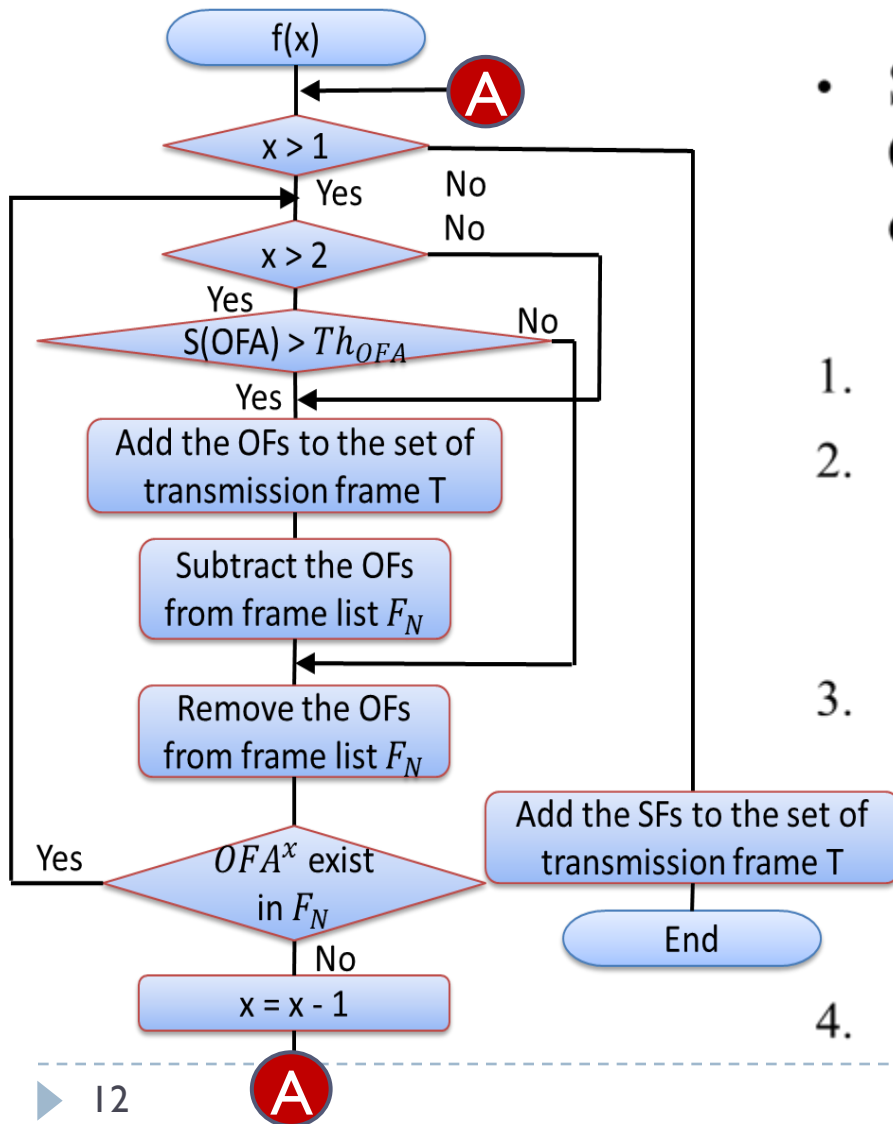 f(x)
A
x > 1
Yes
No
No
x > 2
Yes
S(OFA) > Th_OFA
No
Yes
Add the OFs to the set of
transmission frame T
Subtract the OFs
from frame list F_N
Remove the OFs
from frame list F_N
Yes
OFA^x exist
in F_N
No
x = x - 1
A
Add the SFs to the set of
transmission frame T
End
•
1.
2.
3.
4.
12